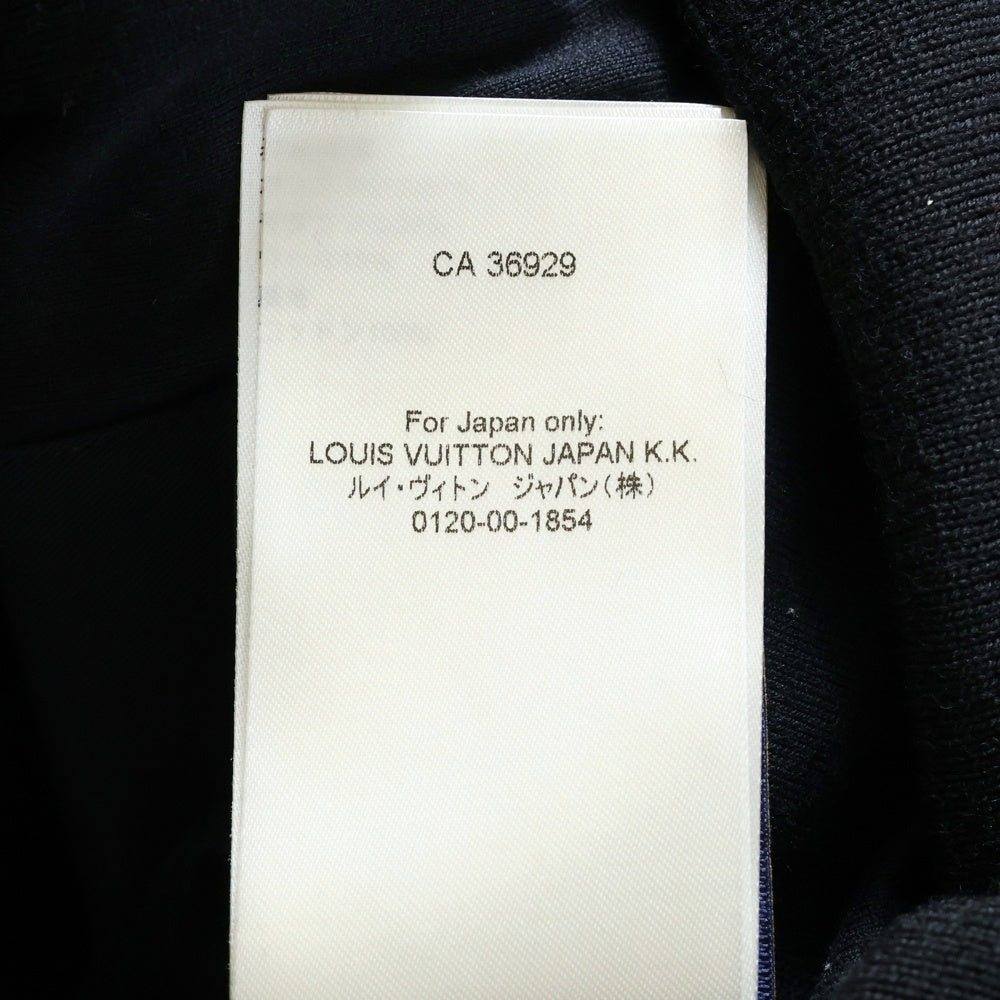 CA 36929
For Japan only:
LOUIS VUITTON JAPAN K.K.
ルイ・ヴィトン ジャパン(株)
0120-00-1854